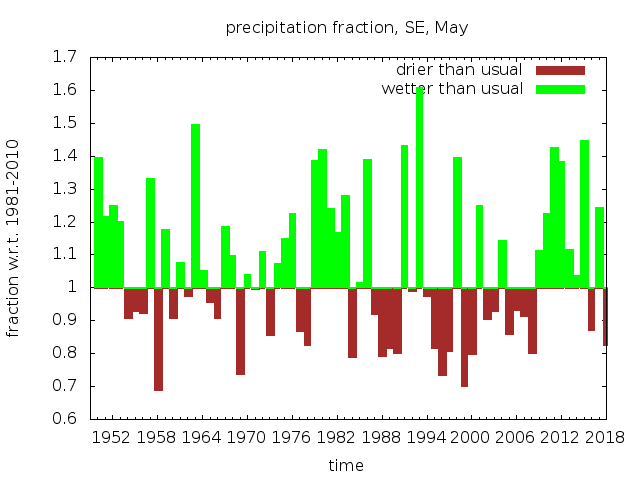 precipitation fraction, SE, May
drier than usual
wetter than usual
fraction w.r.t. 1981-2010
1.7
1.6
1.5
1.4
1.3
1.2
1.1
1
0.9
0.8
0.7
0.6
1952 1958 1964 1970 1976 1982 1988 1994 2000 2006 2012 2018
time